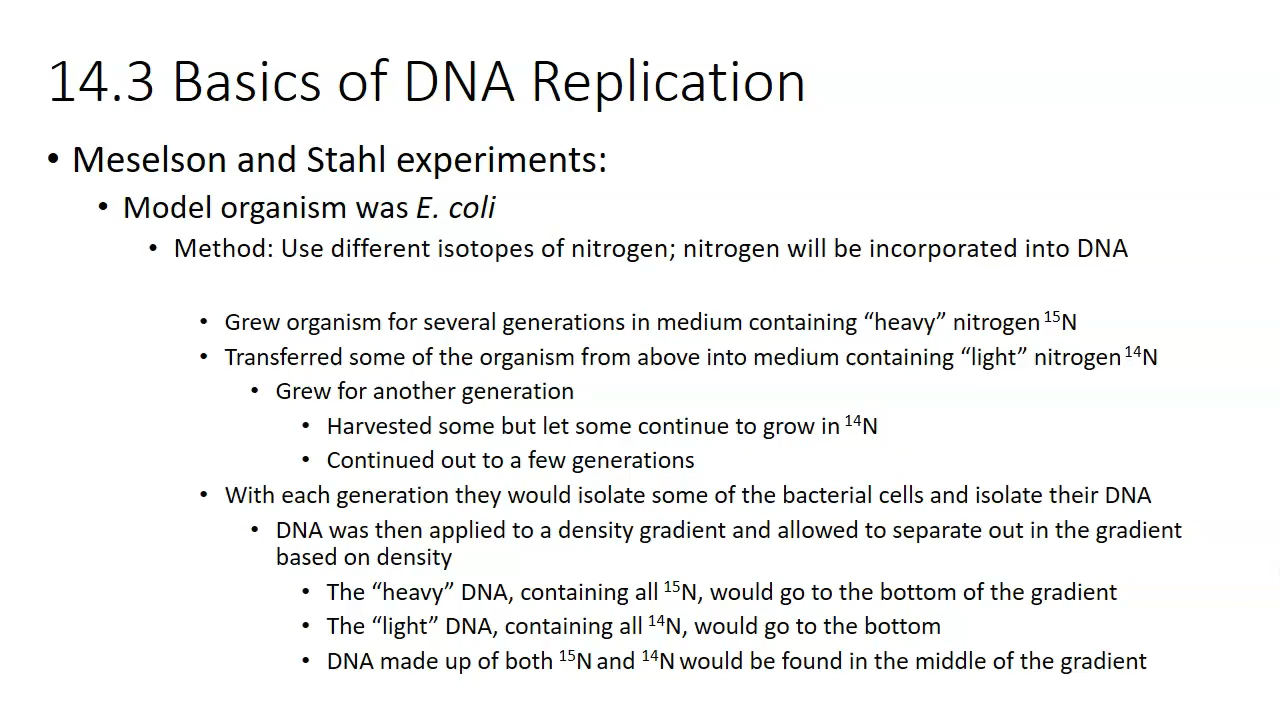 14.3 Basics of DNA Replication
• Meselson and Stahl experiments:
• Model organism was E. coli
• Method: Use different isotopes of nitrogen; nitrogen will be incorporated into DNA
• Grew organism for several generations in medium containing “heavy” nitrogen ¹⁵N
• Transferred some of the organism from above into medium containing “light” nitrogen ¹⁴N
• Grew for another generation
• Harvested some but let some continue to grow in ¹⁴N
• Continued out to a few generations
• With each generation they would isolate some of the bacterial cells and isolate their DNA
• DNA was then applied to a density gradient and allowed to separate out in the gradient
based on density
• The “heavy” DNA, containing all ¹⁵N, would go to the bottom of the gradient
• The “light” DNA, containing all ¹⁴N, would go to the bottom
• DNA made up of both ¹⁵N and ¹⁴N would be found in the middle of the gradient